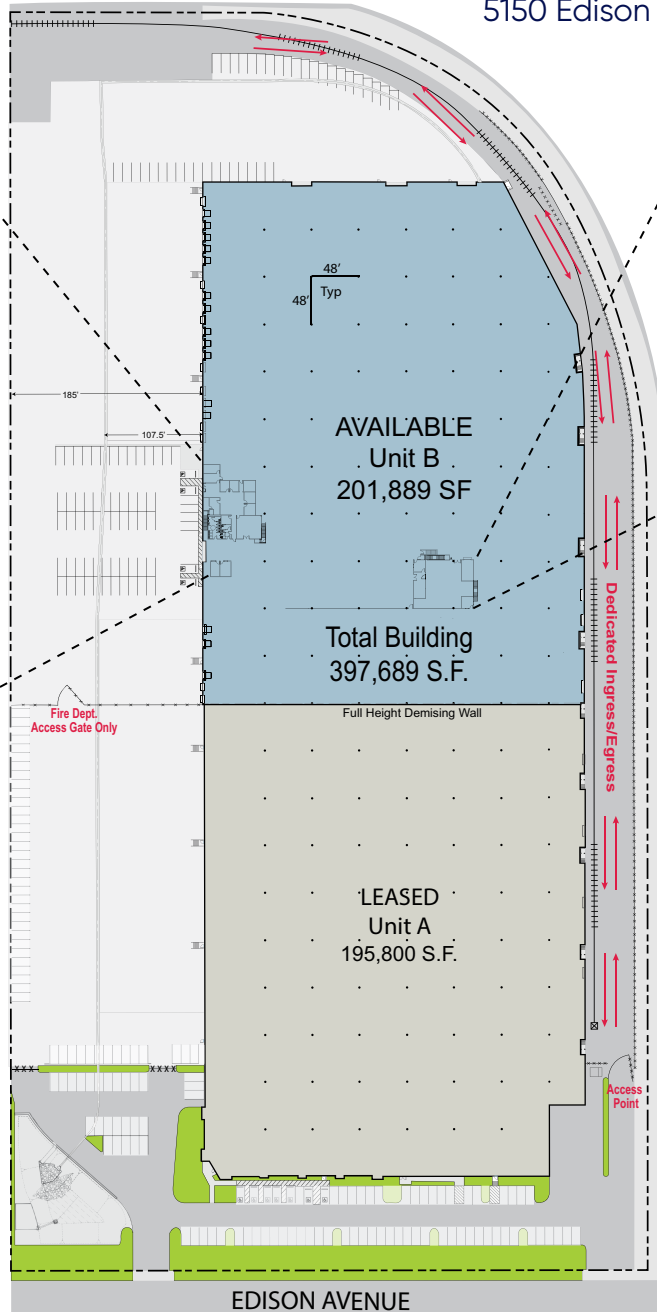 5150 Edison
48'
48'
Typ
185'
107.5'
AVAILABLE
Unit B
201,889 SF
Total Building
397,689 S.F.
Dedicated Ingress/Egress
Fire Dept.
Access Gate Only
Full Height Demising Wall
LEASED
Unit A
195,800 S.F.
Access
Point
EDISON AVENUE